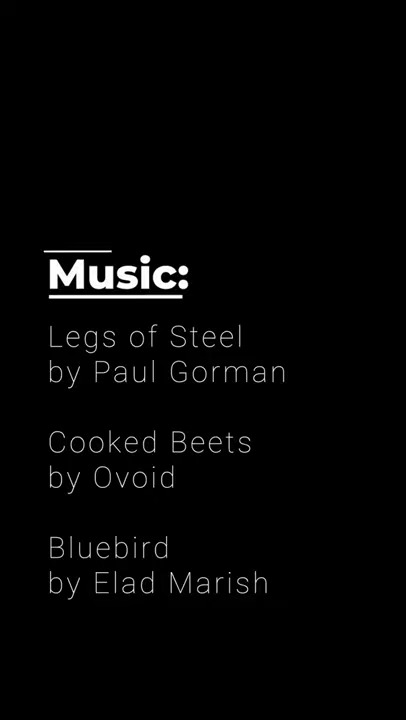 Music:
Legs of Steel
by Paul Gorman
Cooked Beets
by Ovoid
Bluebird
by Elad Marish